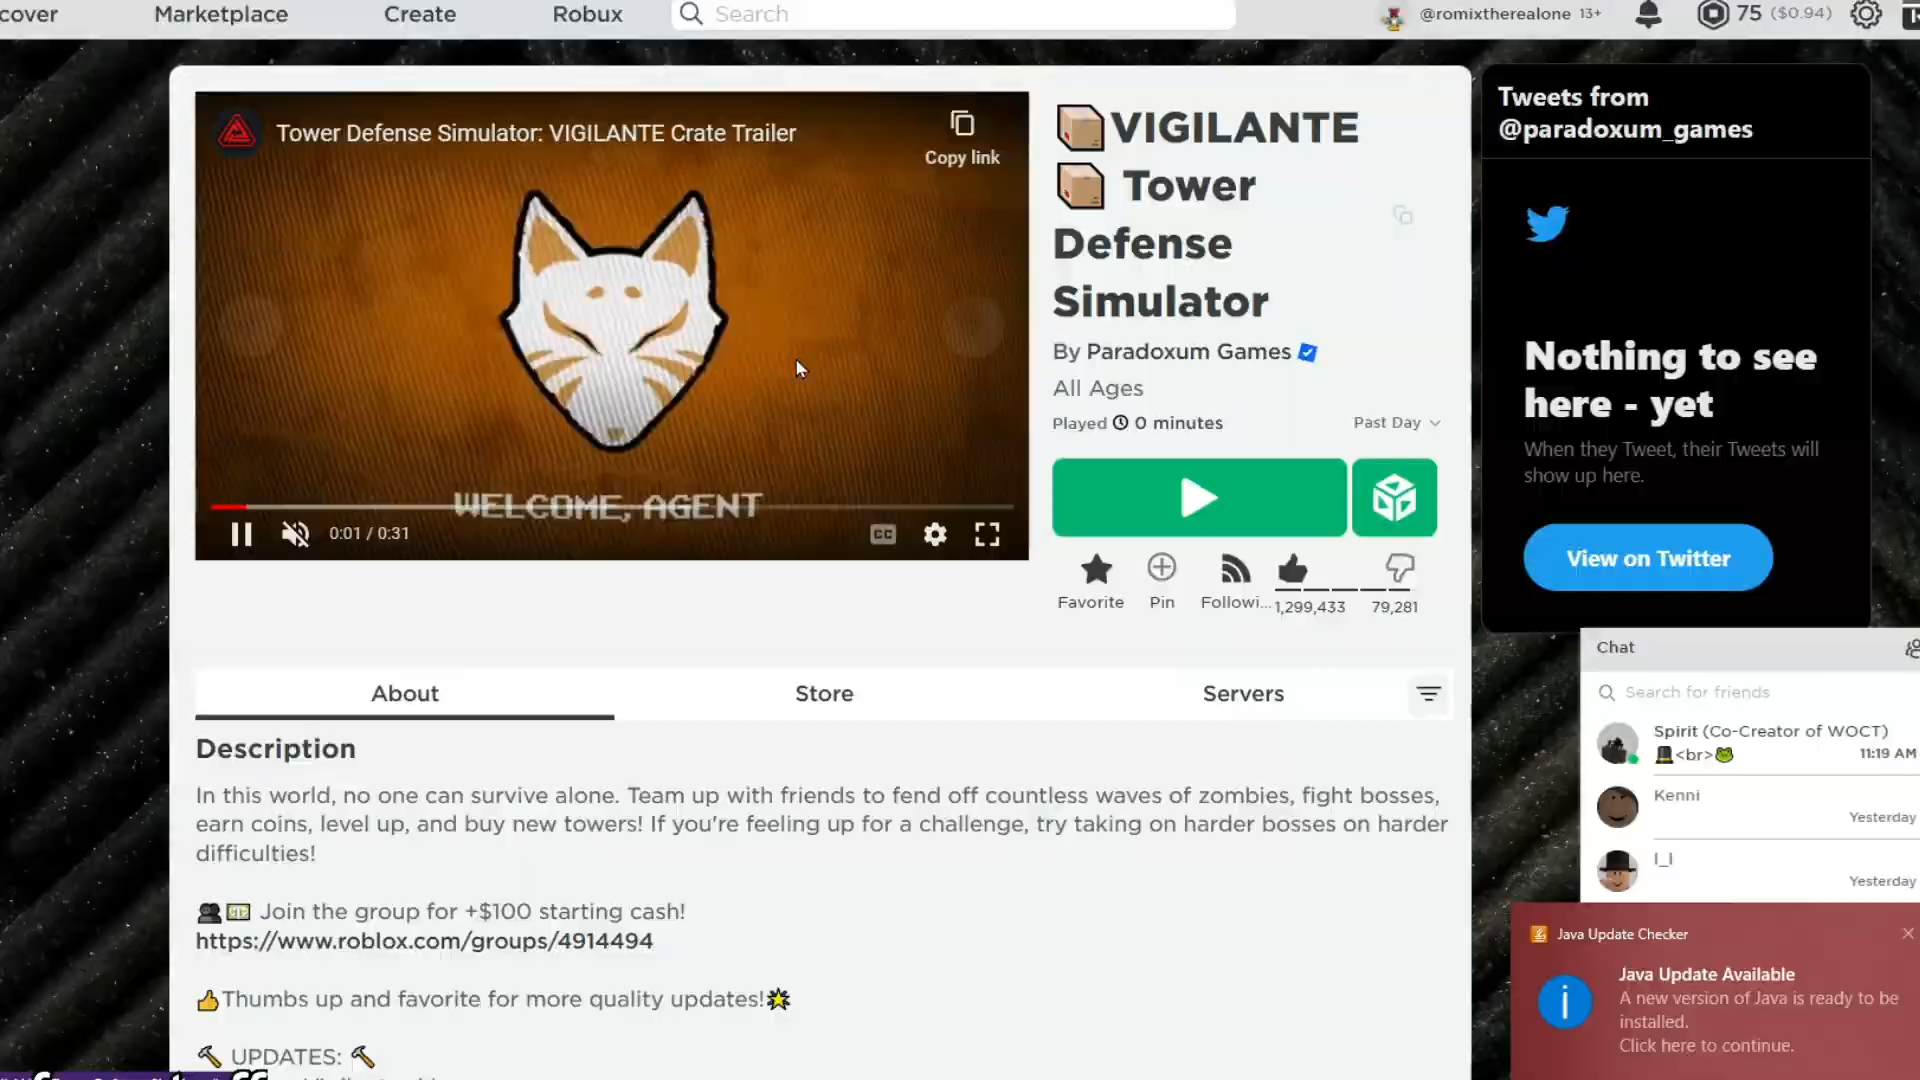 Marketplace
Create
Robux
Search
@romixtherealone 13+
75 ($0.94)
Tower Defense Simulator: VIGILANTE Crate Trailer
Copy link
WELCOME, AGENT
0:01 / 0:31
CC
📦VIGILANTE
📦 Tower
Defense
Simulator
By Paradoxum Games
All Ages
Played 0 minutes
Past Day
Favorite
Pin
Followi...
1,299,433
79,281
Tweets from
@paradoxum_games
Nothing to see
here - yet
When they Tweet, their Tweets will
show up here.
View on Twitter
About
Store
Servers
Description
In this world, no one can survive alone. Team up with friends to fend off countless waves of zombies, fight bosses,
earn coins, level up, and buy new towers! If you're feeling up for a challenge, try taking on harder bosses on harder
difficulties!
👥💵 Join the group for +$100 starting cash!
https://www.roblox.com/groups/4914494
👍Thumbs up and favorite for more quality updates!🌟
🔨 UPDATES: 🔨
Chat
Search for friends
Spirit (Co-Creator of WOCT)
🎩<br>🐸
11:19 AM
Kenni
Yesterday
I_I
Yesterday
Java Update Checker
Java Update Available
A new version of Java is ready to be
installed.
Click here to continue.